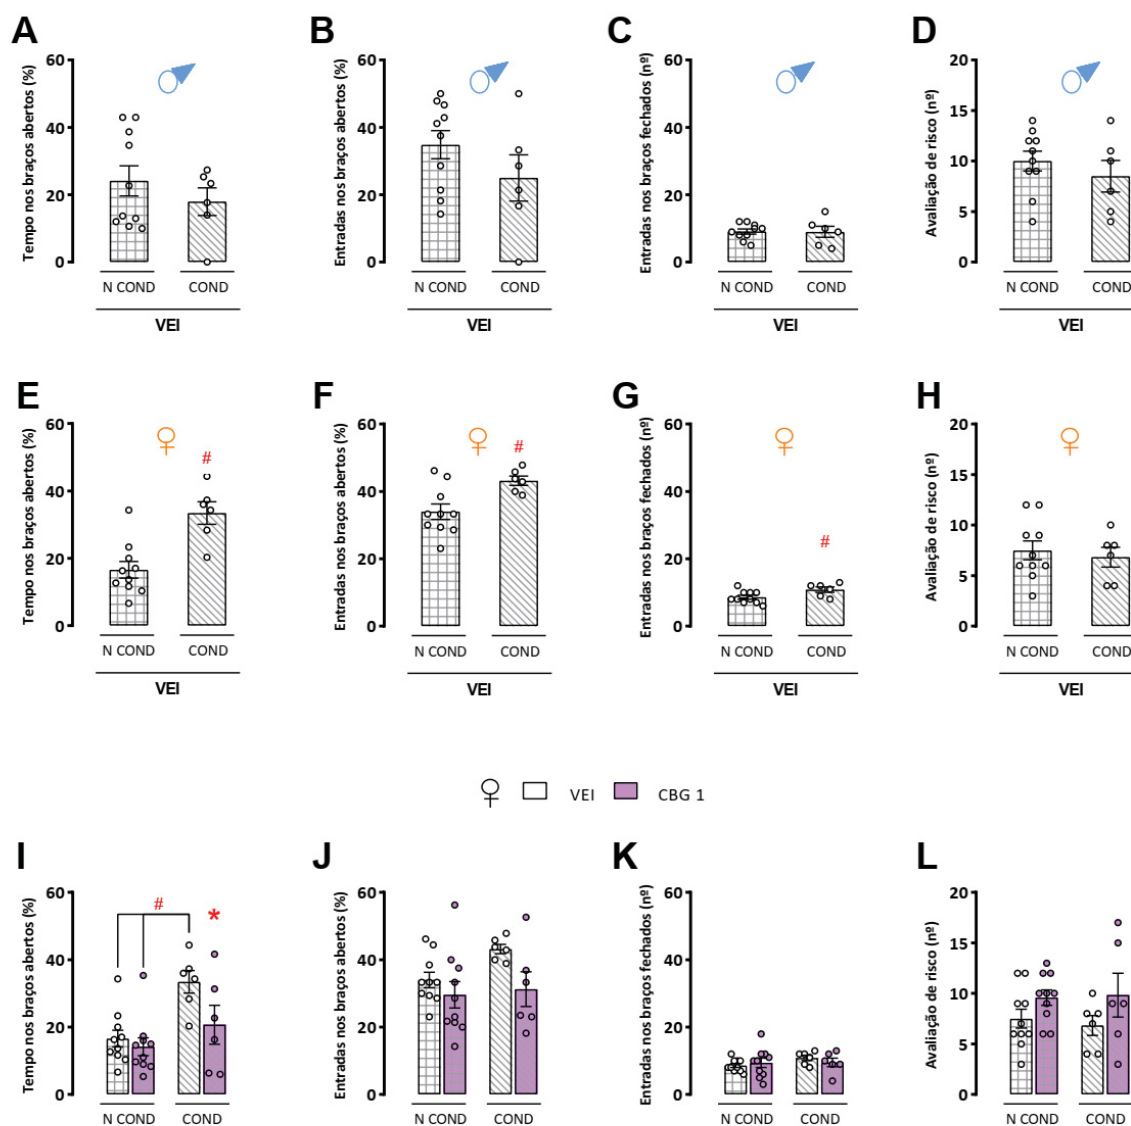 A
B
C
D
Tempo nos braços abertos (%)
60
40
20
0
N COND
COND
VEI
Entradas nos braços abertos (%)
60
40
20
0
N COND
COND
VEI
Entradas nos braços fechados (nº)
60
40
20
0
N COND
COND
VEI
Avaliação de risco (nº)
20
15
10
5
0
N COND
COND
VEI
E
F
G
H
Tempo nos braços abertos (%)
60
40
20
0
#
N COND
COND
VEI
Entradas nos braços abertos (%)
60
40
20
0
#
N COND
COND
VEI
Entradas nos braços fechados (nº)
60
40
20
0
#
N COND
COND
VEI
Avaliação de risco (nº)
20
15
10
5
0
N COND
COND
VEI
VEI
CBG 1
I
J
K
L
Tempo nos braços abertos (%)
60
40
20
0
#
*
N COND
COND
Entradas nos braços abertos (%)
60
40
20
0
N COND
COND
Entradas nos braços fechados (nº)
60
40
20
0
N COND
COND
Avaliação de risco (nº)
20
15
10
5
0
N COND
COND